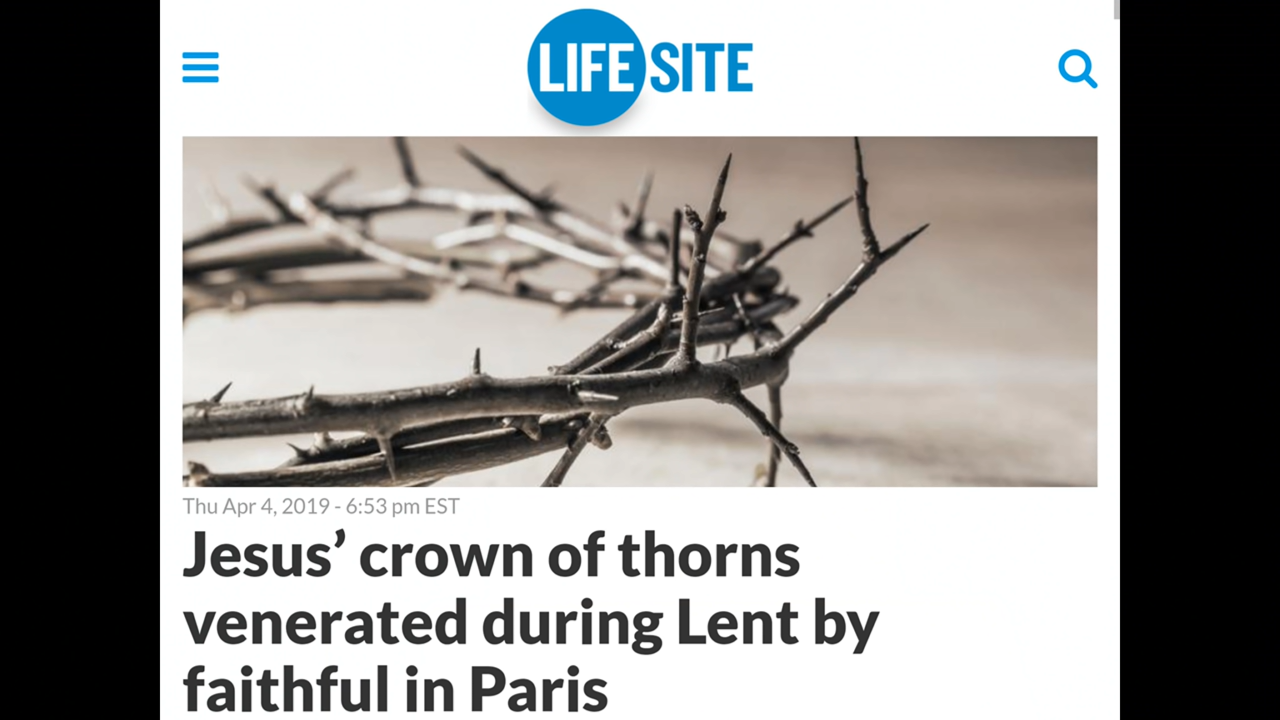 LIFE SITE
Thu Apr 4, 2019 - 6:53 pm EST
Jesus’ crown of thorns
venerated during Lent by
faithful in Paris